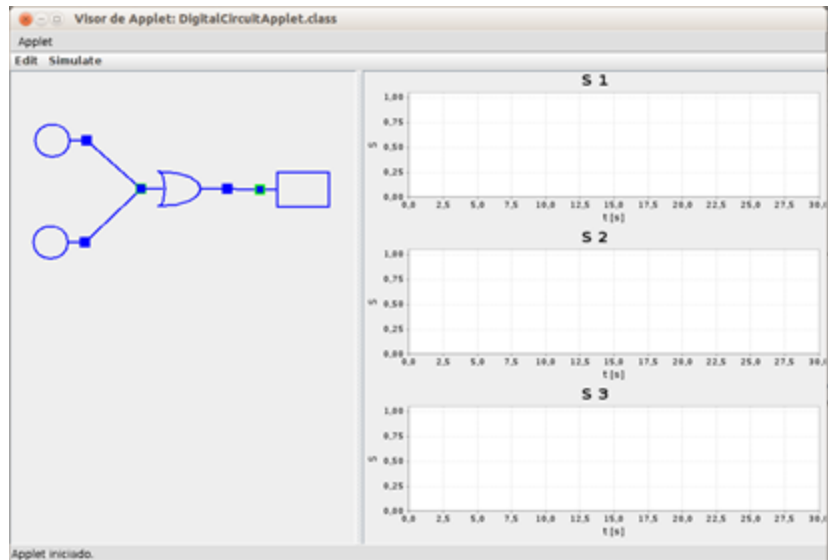 Visor de Applet: DigitalCircuitApplet.class
Applet
Edit Simulate
S 1
1,00
0,75
S
0,50
0,25
0,00
0,0 2,5 5,0 7,5 10,0 12,5 15,0 17,5 20,0 22,5 25,0 27,5 30,0
t [s]
S 2
1,00
0,75
S
0,50
0,25
0,00
0,0 2,5 5,0 7,5 10,0 12,5 15,0 17,5 20,0 22,5 25,0 27,5 30,0
t [s]
S 3
1,00
0,75
S
0,50
0,25
0,00
0,0 2,5 5,0 7,5 10,0 12,5 15,0 17,5 20,0 22,5 25,0 27,5 30,0
t [s]
Applet iniciado.